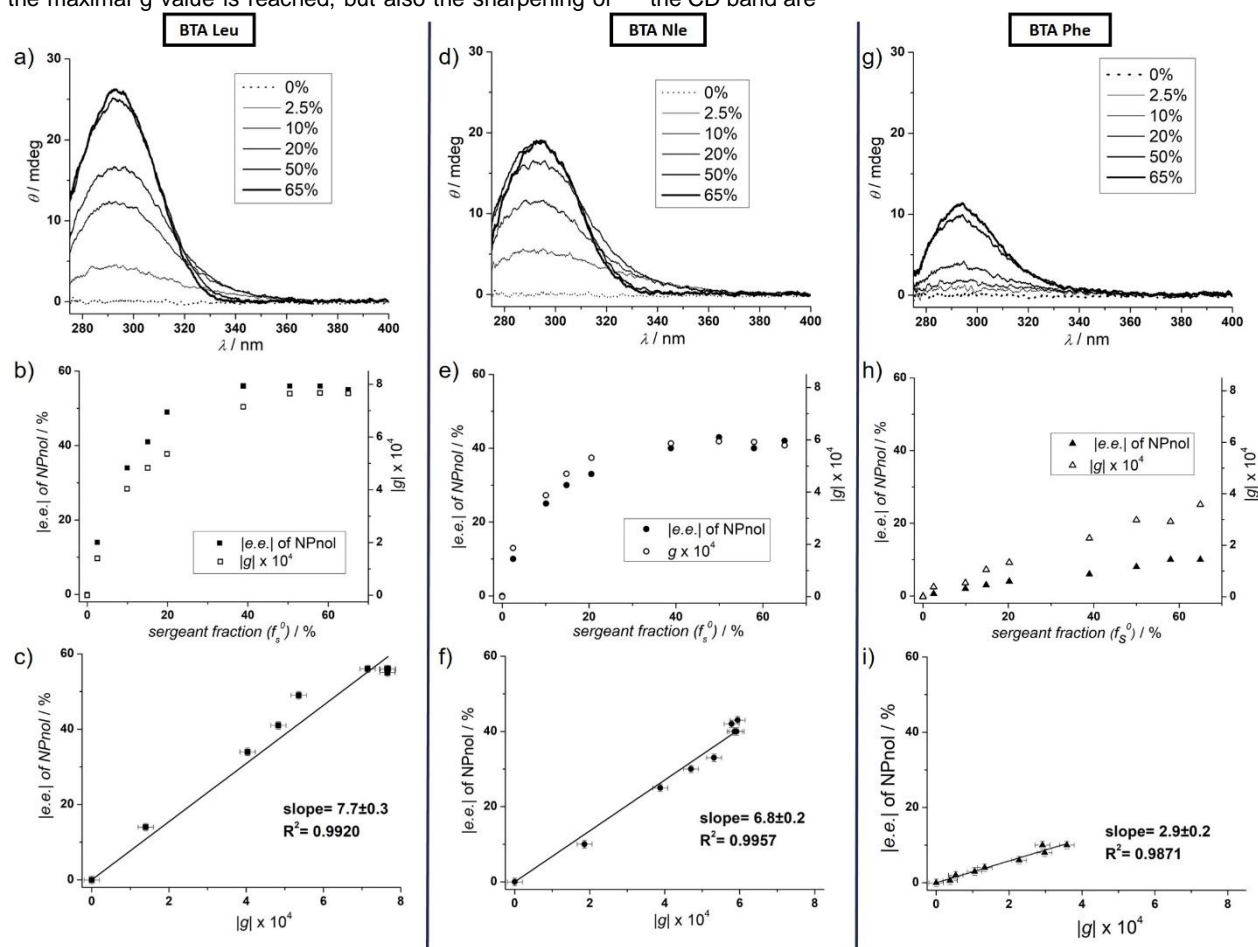 the maximal g value is reached, but also the sharpening of the CD band are
BTA Leu
a)
30
20
10
0
θ / mdeg
0%
2.5%
10%
20%
50%
65%
280 300 320 340 360 380 400
λ / nm
b)
60
40
20
0
|e.e.| of NPnol / %
8
6
4
2
0
|g| x 10⁴
|e.e.| of NPnol
|g| x 10⁴
0 20 40 60
sergeant fraction (fₛ⁰) / %
c)
60
40
20
0
|e.e.| of NPnol / %
slope= 7.7±0.3
R²= 0.9920
0 4 8
|g| x 10⁴
BTA Nle
d)
30
20
10
0
θ / mdeg
0%
2.5%
10%
20%
50%
65%
280 300 320 340 360 380 400
λ / nm
e)
60
40
20
0
|e.e.| of NPnol / %
8
6
4
2
0
|g| x 10⁴
|e.e.| of NPnol
g x 10⁴
0 20 40 60
sergeant fraction (fₛ⁰) / %
f)
60
40
20
0
|e.e.| of NPnol / %
slope= 6.8±0.2
R²= 0.9957
0 4 8
|g| x 10⁴
BTA Phe
g)
30
20
10
0
θ / mdeg
0%
2.5%
10%
20%
50%
65%
280 300 320 340 360 380 400
λ / nm
h)
60
40
20
0
|e.e.| of NPnol / %
8
6
4
2
0
|g| x 10⁴
|e.e.| of NPnol
|g| x 10⁴
0 20 40 60
sergeant fraction (fS⁰) / %
i)
60
40
20
0
|e.e.| of NPnol / %
slope= 2.9±0.2
R²= 0.9871
0 4 8
|g| x 10⁴